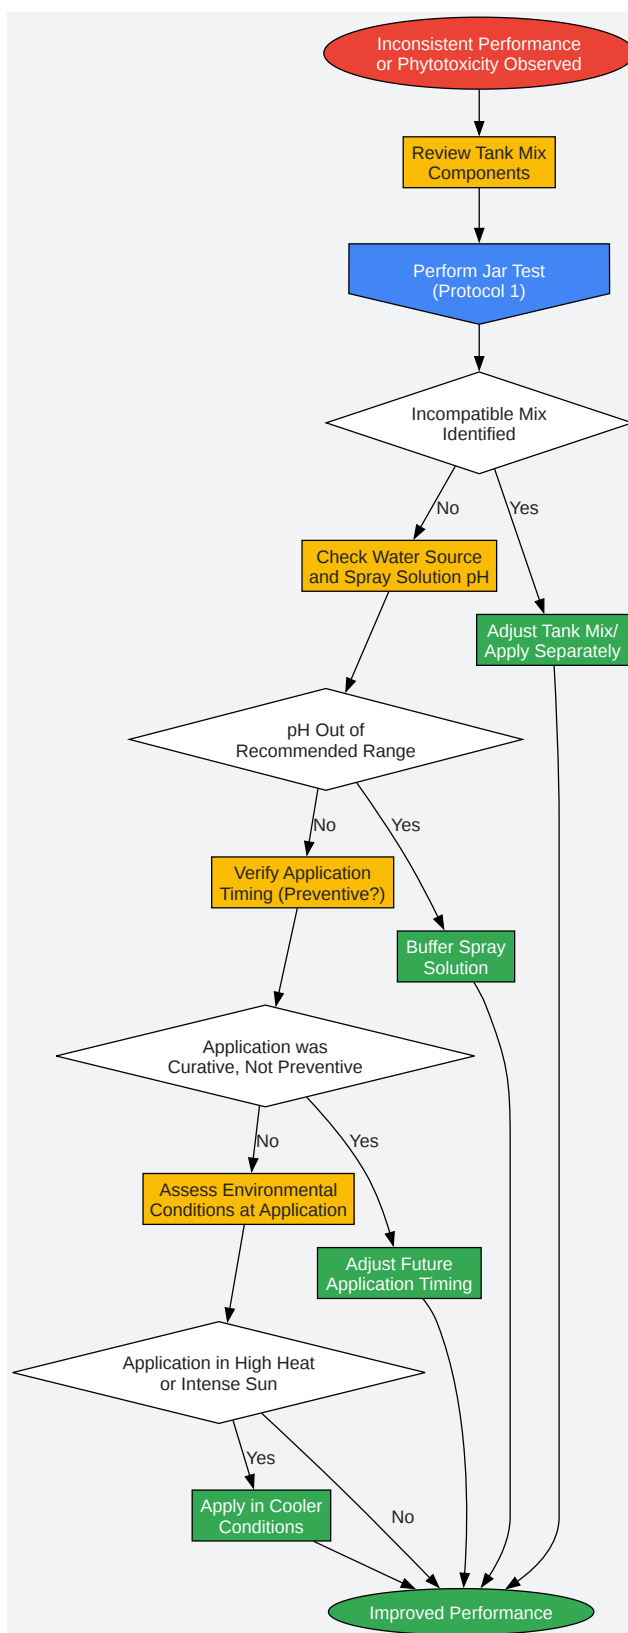 Inconsistent Performance
or Phytotoxicity Observed
Review Tank Mix
Components
Perform Jar Test
(Protocol 1)
Incompatible Mix
Identified
No
Yes
Check Water Source
and Spray Solution pH
Adjust Tank Mix/
Apply Separately
pH Out of
Recommended Range
No
Yes
Verify Application
Timing (Preventive?)
Buffer Spray
Solution
Application was
Curative, Not Preventive
No
Yes
Assess Environmental
Conditions at Application
Adjust Future
Application Timing
Application in High Heat
or Intense Sun
Yes
No
Apply in Cooler
Conditions
Improved Performance